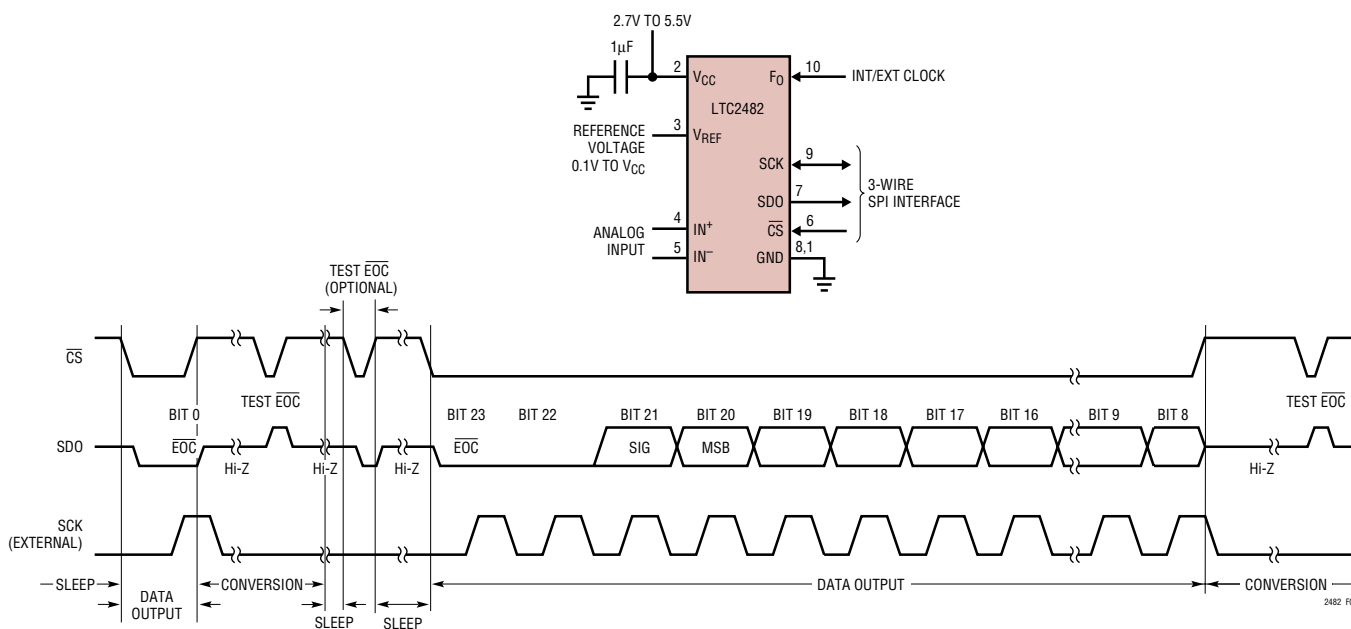 2.7V TO 5.5V
1µF
2
VCC
FO
10
INT/EXT CLOCK
LTC2482
REFERENCE
VOLTAGE
0.1V TO VCC
3
VREF
SCK
9
SDO
7
3-WIRE
SPI INTERFACE
ANALOG
INPUT
4
IN+
CS
6
5
IN–
GND
8,1
TEST EOC
(OPTIONAL)
CS
TEST EOC
TEST EOC
BIT 0
BIT 23
BIT 22
BIT 21
BIT 20
BIT 19
BIT 18
BIT 17
BIT 16
BIT 9
BIT 8
SDO
EOC
Hi-Z
Hi-Z
Hi-Z
EOC
SIG
MSB
Hi-Z
SCK
(EXTERNAL)
SLEEP
DATA
OUTPUT
CONVERSION
SLEEP
SLEEP
DATA OUTPUT
CONVERSION
2482